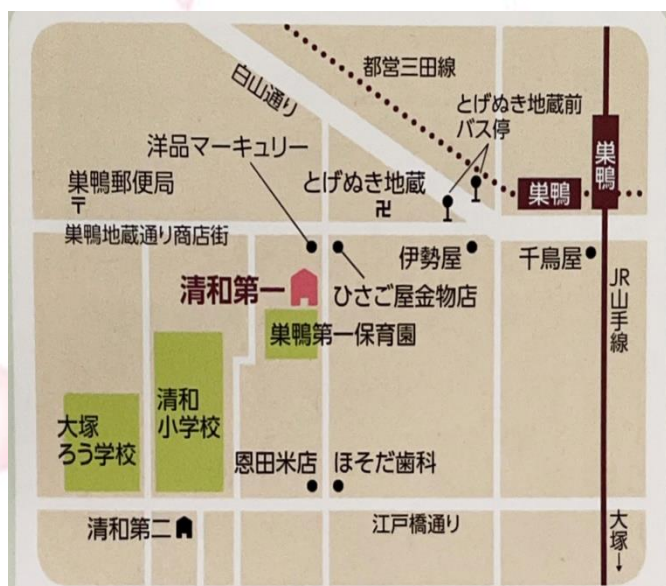 都営三田線
白山通り
とげぬき地蔵前
バス停
洋品マーキュリー
巣鴨
巣鴨郵便局
〒
とげぬき地蔵
卍
巣鴨
巣鴨地蔵通り商店街
伊勢屋
千鳥屋
清和第一
ひさご屋金物店
JR山手線
巣鴨第一保育園
清和
小学校
大塚
ろう学校
恩田米店
ほそだ歯科
清和第二
江戸橋通り
大塚↓